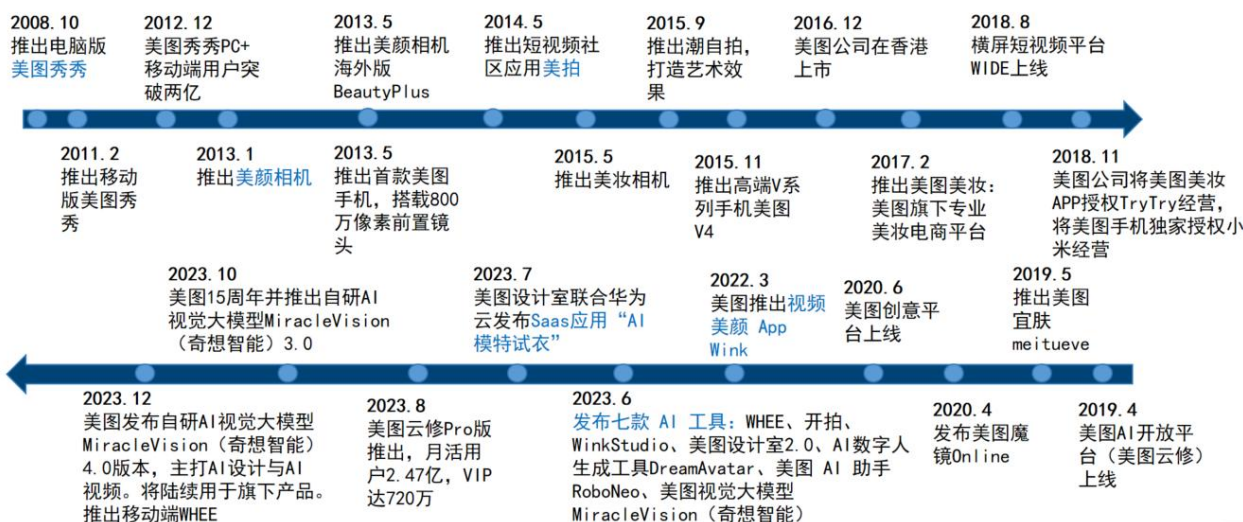 2008.10
推出电脑版
美图秀秀
2012.12
美图秀秀PC+
移动端用户突
破两亿
2013.5
推出美颜相机
海外版
BeautyPlus
2014.5
推出短视频社
区应用美拍
2015.9
推出潮自拍，
打造艺术效
果
2016.12
美图公司在香港
上市
2018.8
横屏短视频平台
WIDE上线
2011.2
推出移动
版美图秀
秀
2013.1
推出美颜相机
2013.5
推出首款美图
手机，搭载800
万像素前置镜
头
2015.5
推出美妆相机
2015.11
推出高端V系
列手机美图
V4
2017.2
推出美图美妆：
美图旗下专业
美妆电商平台
2018.11
美图公司将美图美妆
APP授权TryTry经营，
将美图手机独家授权小
米经营
2023.10
美图15周年并推出自研AI
视觉大模型MiracleVision
（奇想智能）3.0
2023.7
美图设计室联合华为
云发布Saas应用“AI
模特试衣”
2022.3
美图推出视频
美颜 App
Wink
2020.6
美图创意平
台上线
2019.5
推出美图
宜肤
meitueve
2023.12
美图发布自研AI视觉大模型
MiracleVision（奇想智能）
4.0版本，主打AI设计与AI
视频。将陆续用于旗下产品。
推出移动端WHEE
2023.8
美图云修Pro版
推出，月活用
户2.47亿，VIP
达720万
2023.6
发布七款 AI 工具：WHEE、开拍、
WinkStudio、美图设计室2.0、AI数字人
生成工具DreamAvatar、美图 AI 助手
RoboNeo、美图视觉大模型
MiracleVision（奇想智能）
2020.4
发布美图魔
镜Online
2019.4
美图AI开放平
台（美图云修）
上线